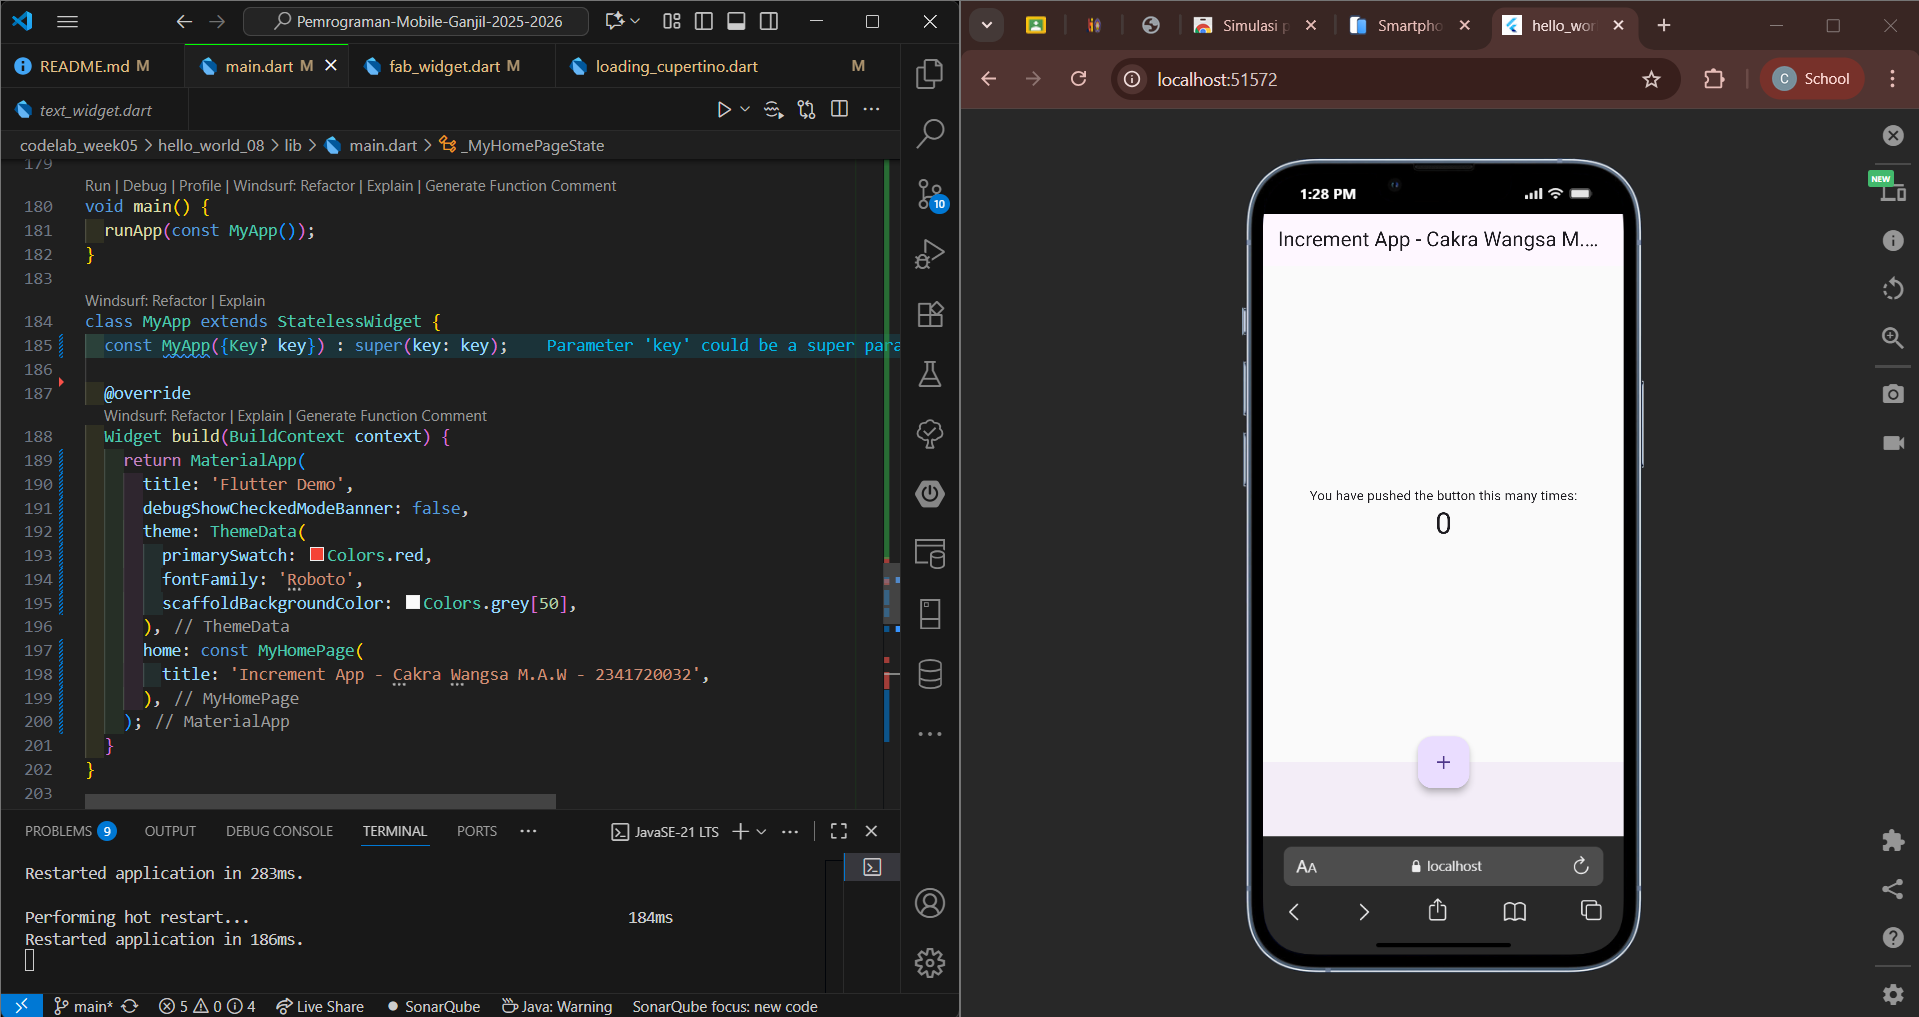 Pemrograman-Mobile-Ganjil-2025-2026
README.md M
main.dart M
fab_widget.dart M
loading_cupertino.dart M
text_widget.dart
codelab_week05 > hello_world_08 > lib > main.dart > _MyHomePageState
179
Run | Debug | Profile | Windsurf: Refactor | Explain | Generate Function Comment
180 void main() {
181 runApp(const MyApp());
182 }
183
Windsurf: Refactor | Explain
184 class MyApp extends StatelessWidget {
185 const MyApp({Key? key}) : super(key: key); Parameter 'key' could be a super para
186
187 @override
Windsurf: Refactor | Explain | Generate Function Comment
188 Widget build(BuildContext context) {
189 return MaterialApp(
190 title: 'Flutter Demo',
191 debugShowCheckedModeBanner: false,
192 theme: ThemeData(
193 primarySwatch: Colors.red,
194 fontFamily: 'Roboto',
195 scaffoldBackgroundColor: Colors.grey[50],
196 ), // ThemeData
197 home: const MyHomePage(
198 title: 'Increment App - Cakra Wangsa M.A.W - 2341720032',
199 ), // MyHomePage
200 ); // MaterialApp
201 }
202 }
203
10
PROBLEMS 9 OUTPUT DEBUG CONSOLE TERMINAL PORTS ... JavaSE-21 LTS
Restarted application in 283ms.
Performing hot restart... 184ms
Restarted application in 186ms.
main* 5 0 4 Live Share SonarQube Java: Warning SonarQube focus: new code
Simulasi p
Smartpho
hello_wor
localhost:51572
C School
NEW
1:28 PM
Increment App - Cakra Wangsa M....
You have pushed the button this many times:
0
+
AA localhost